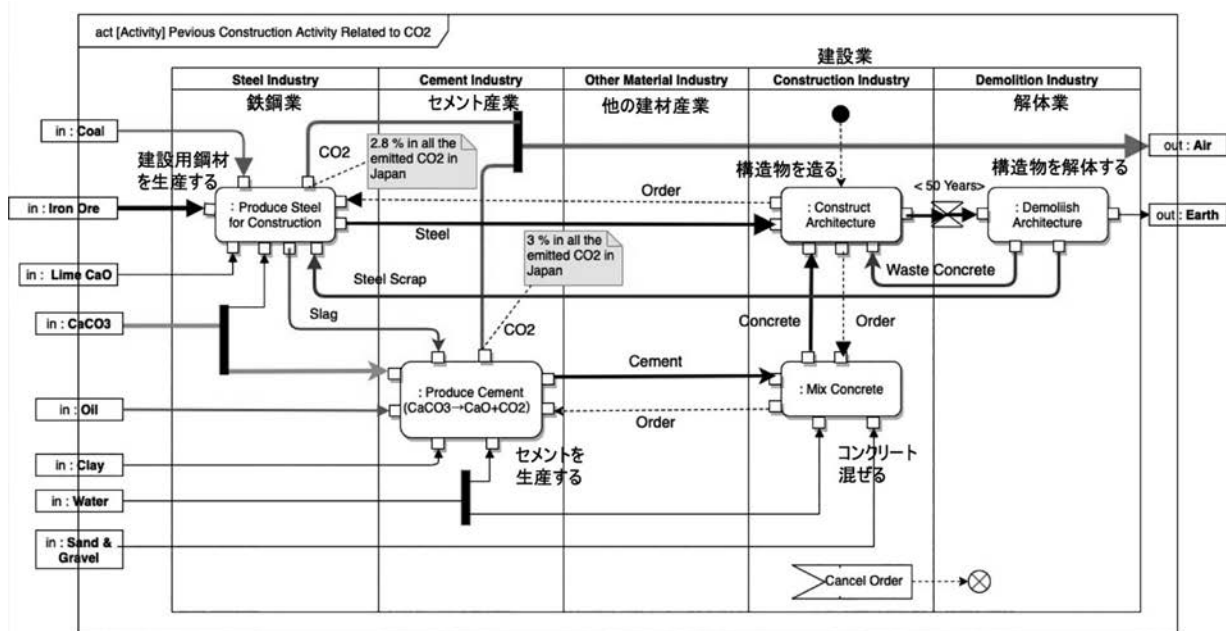 act [Activity] Pevious Construction Activity Related to CO2
建設業
Steel Industry
Cement Industry
Other Material Industry
Construction Industry
Demolition Industry
鉄鋼業
セメント産業
他の建材産業
解体業
in : Coal
CO2
2.8 % in all the
emitted CO2 in
Japan
out : Air
建設用鋼材
を生産する
構造物を造る
構造物を解体する
Order
< 50 Years>
in : Iron Ore
: Produce Steel
for Construction
: Construct
Architecture
: Demoliish
Architecture
out : Earth
Steel
3 % in all the
emitted CO2 in
Japan
in : Lime CaO
Steel Scrap
Waste Concrete
in : CaCO3
Slag
CO2
Concrete
Order
Cement
: Produce Cement
(CaCO3→CaO+CO2)
: Mix Concrete
in : Oil
Order
in : Clay
セメントを
生産する
コンクリート
混ぜる
in : Water
in : Sand &
Gravel
Cancel Order